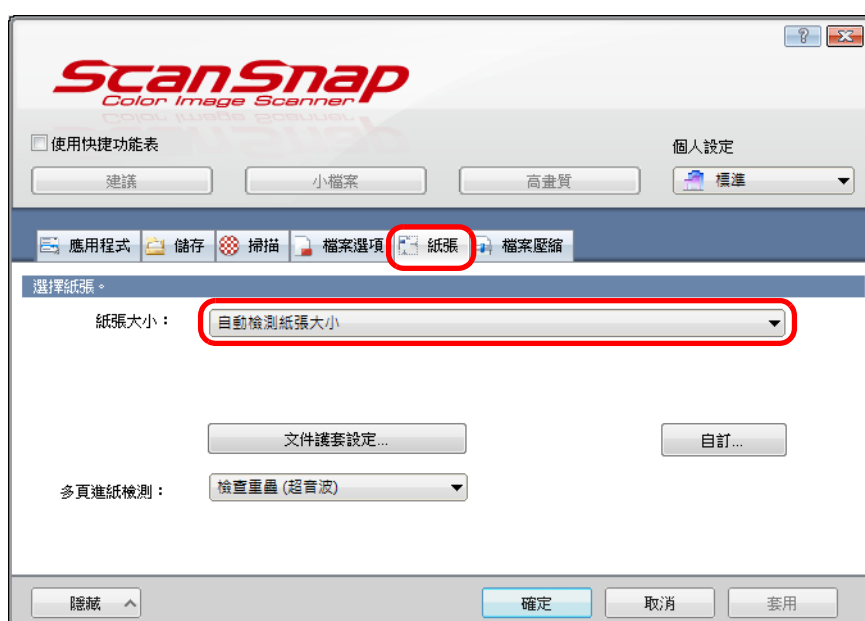 ScanSnap
Color Image Scanner
使用快捷功能表
個人設定
建議 小檔案 高畫質 標準
應用程式 儲存 掃描 檔案選項 紙張 檔案壓縮
選擇紙張。
紙張大小： 自動檢測紙張大小
文件護套設定... 自訂...
多頁進紙檢測： 檢查重疊 (超音波)
隱藏 確定 取消 套用